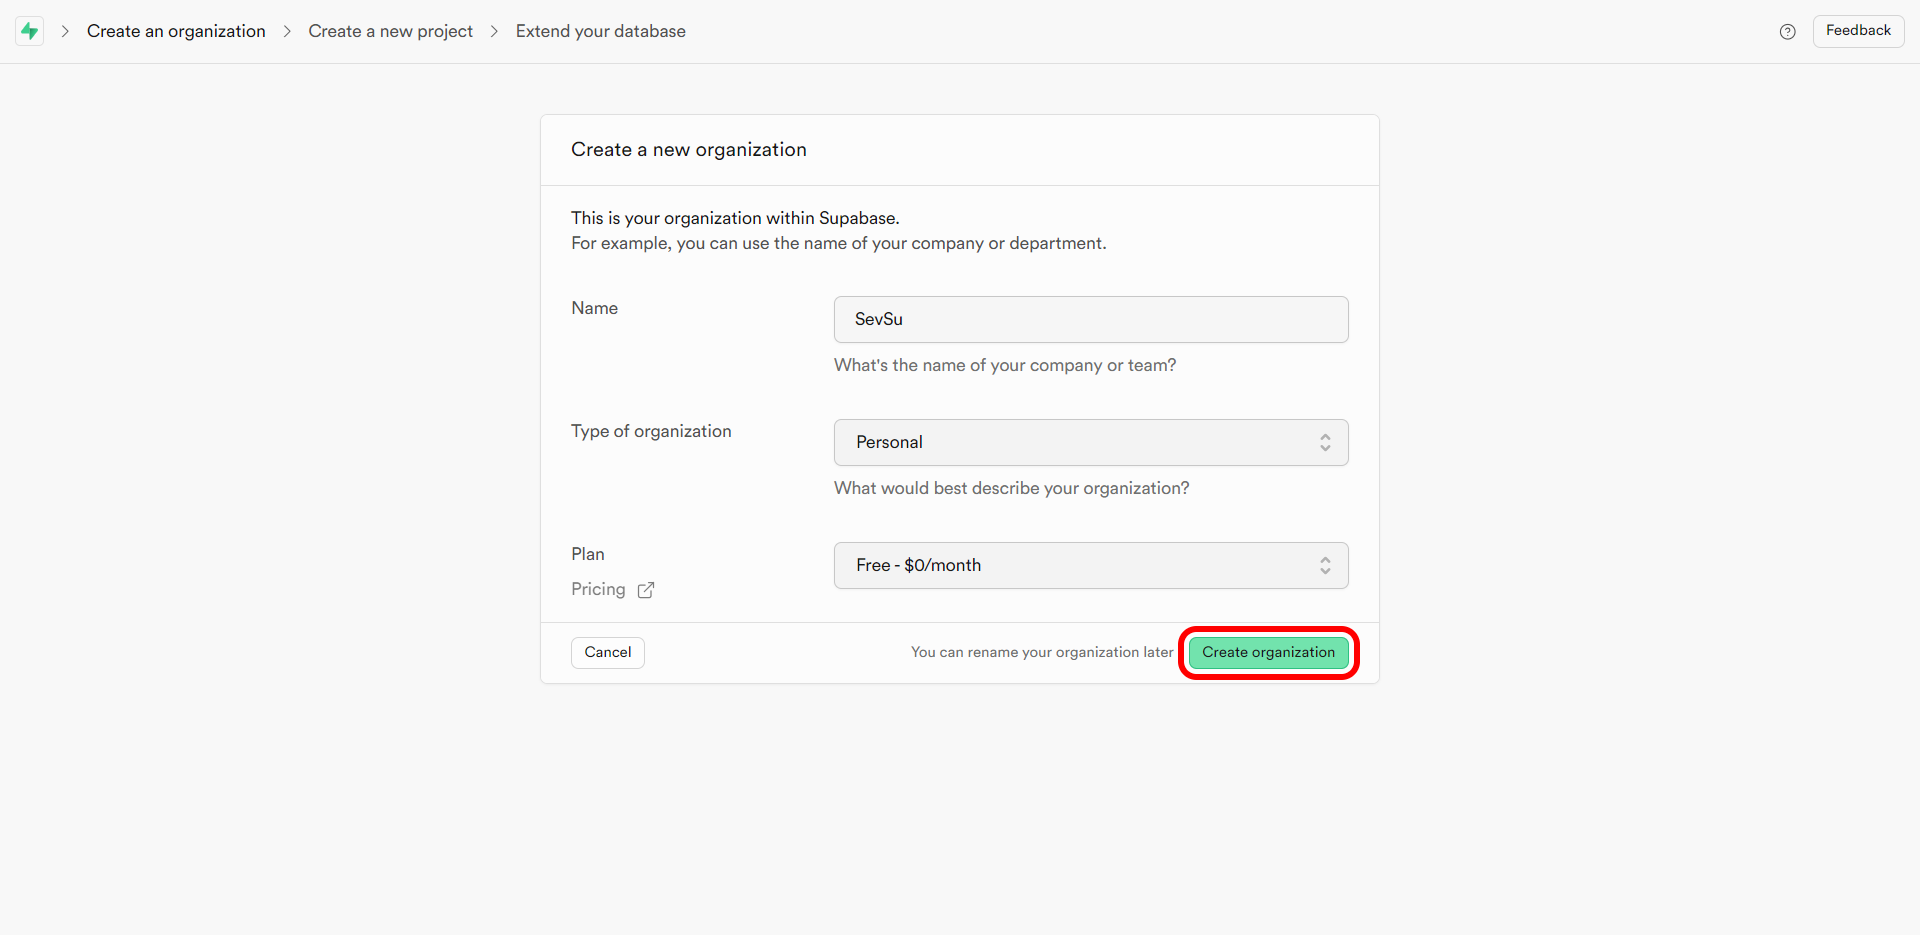 Create an organization > Create a new project > Extend your database
Feedback
Create a new organization
This is your organization within Supabase.
For example, you can use the name of your company or department.
Name
SevSu
What's the name of your company or team?
Type of organization
Personal
What would best describe your organization?
Plan
Free - $0/month
Pricing
Cancel
You can rename your organization later
Create organization